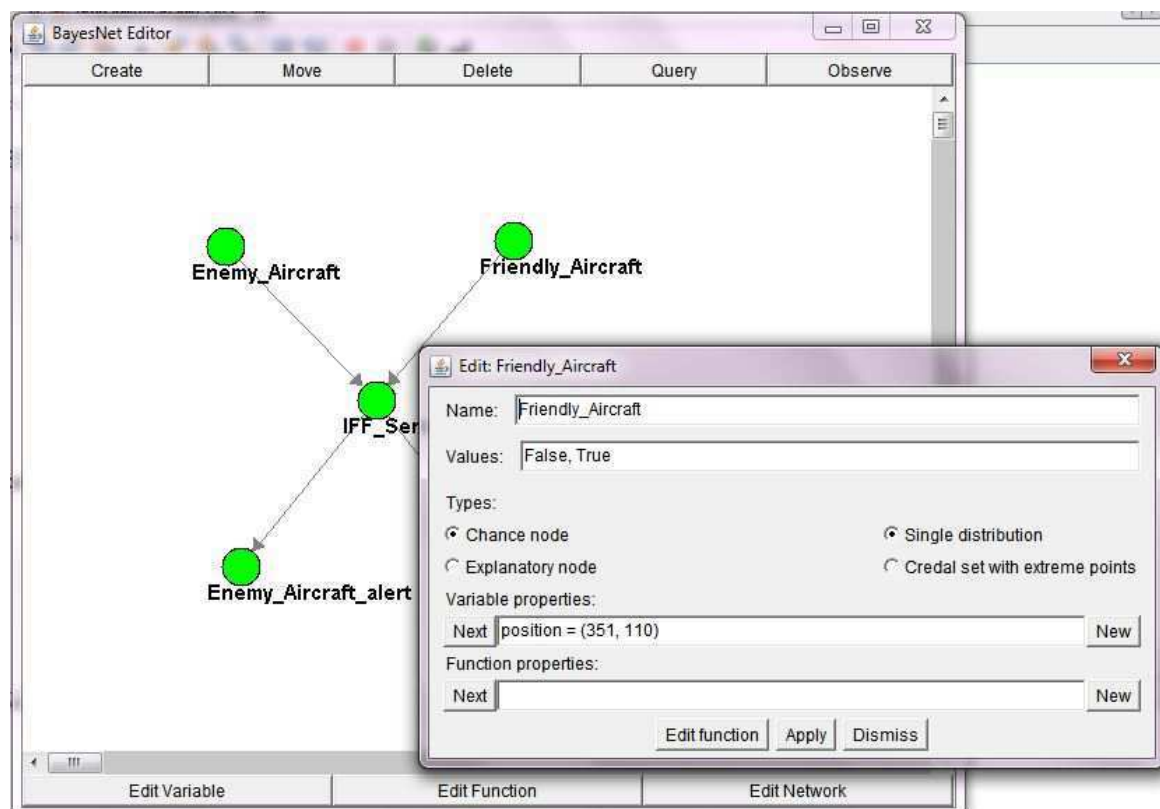 BayesNet Editor
Create Move Delete Query Observe
Enemy_Aircraft
Friendly_Aircraft
IFF_Ser
Enemy_Aircraft_alert
Edit: Friendly_Aircraft
Name: Friendly_Aircraft
Values: False, True
Types:
Chance node Single distribution
Explanatory node Credal set with extreme points
Variable properties:
Next position = (351, 110) New
Function properties:
Next New
Edit function Apply Dismiss
Edit Variable Edit Function Edit Network